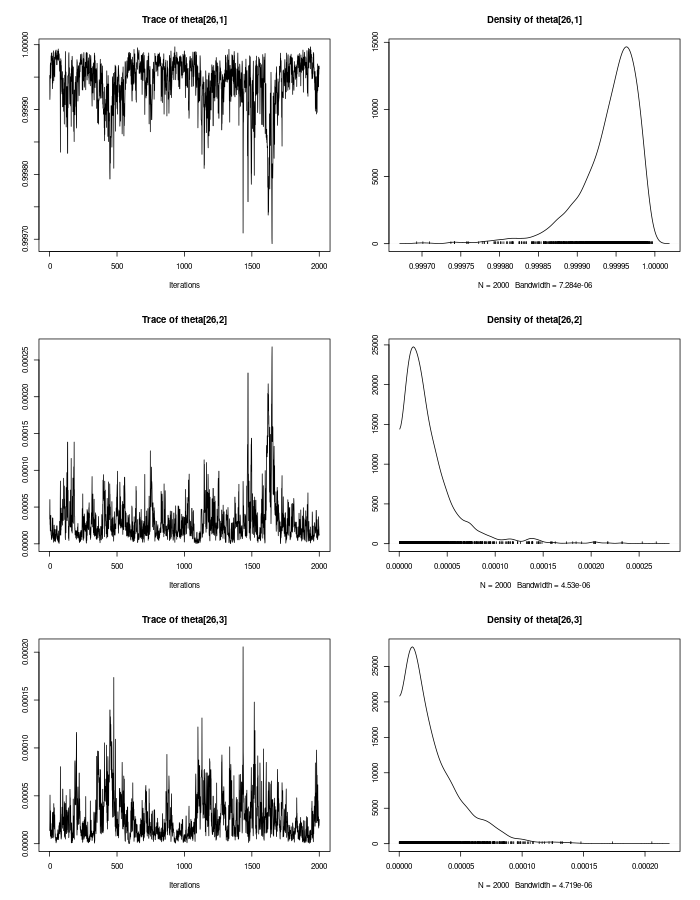 Trace of theta[26,1]
1.00000
0.99990
0.99980
0.99970
0 500 1000 1500 2000
Iterations
Density of theta[26,1]
15000
10000
5000
0
0.99970 0.99975 0.99980 0.99985 0.99990 0.99995 1.00000
N = 2000 Bandwidth = 7.284e-06
Trace of theta[26,2]
0.00025
0.00020
0.00015
0.00010
0.00005
0.00000
0 500 1000 1500 2000
Iterations
Density of theta[26,2]
25000
20000
15000
10000
5000
0
0.00000 0.00005 0.00010 0.00015 0.00020 0.00025
N = 2000 Bandwidth = 4.53e-06
Trace of theta[26,3]
0.00020
0.00015
0.00010
0.00005
0.00000
0 500 1000 1500 2000
Iterations
Density of theta[26,3]
25000
20000
15000
10000
5000
0
0.00000 0.00005 0.00010 0.00015 0.00020
N = 2000 Bandwidth = 4.719e-06